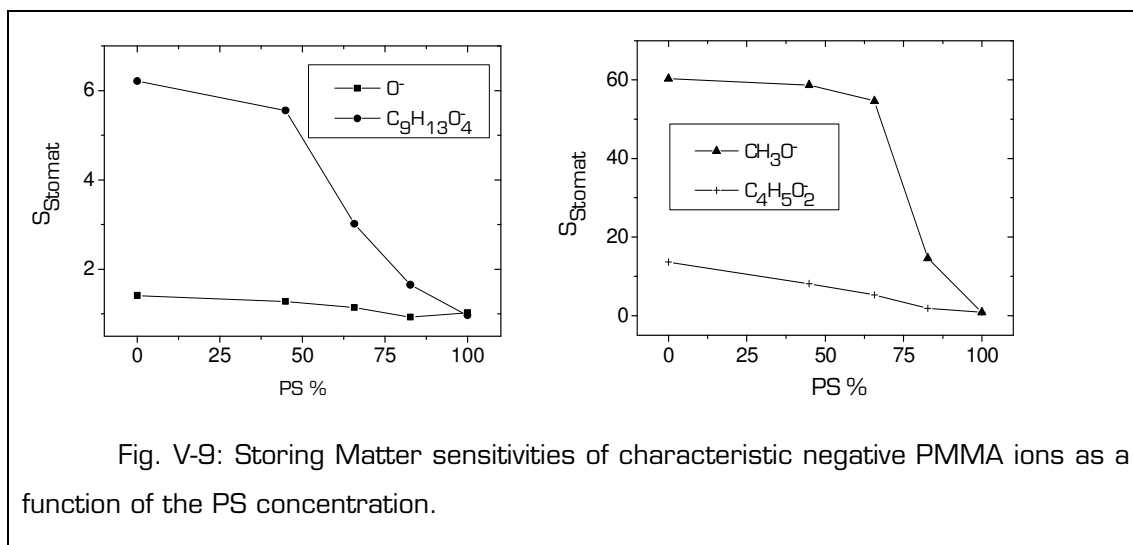 6
4
2
S_Stomat
O⁻
C₉H₁₃O₄⁻
0 25 50 75 100
PS %
60
40
20
0
S_Stomat
CH₃O⁻
C₄H₅O₂⁻
0 25 50 75 100
PS %
Fig. V-9: Storing Matter sensitivities of characteristic negative PMMA ions as a
function of the PS concentration.